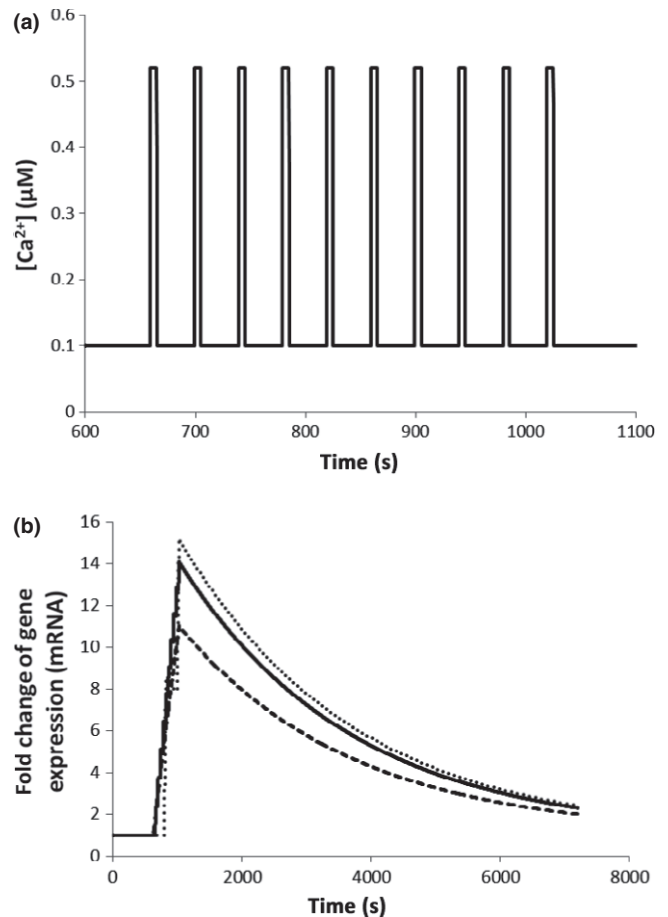 (a)
0.6
0.5
0.4
0.3
0.2
0.1
0
[Ca²⁺] (µM)
600 700 800 900 1000 1100
Time (s)
(b)
16
14
12
10
8
6
4
2
0
Fold change of gene
expression (mRNA)
0 2000 4000 6000 8000
Time (s)